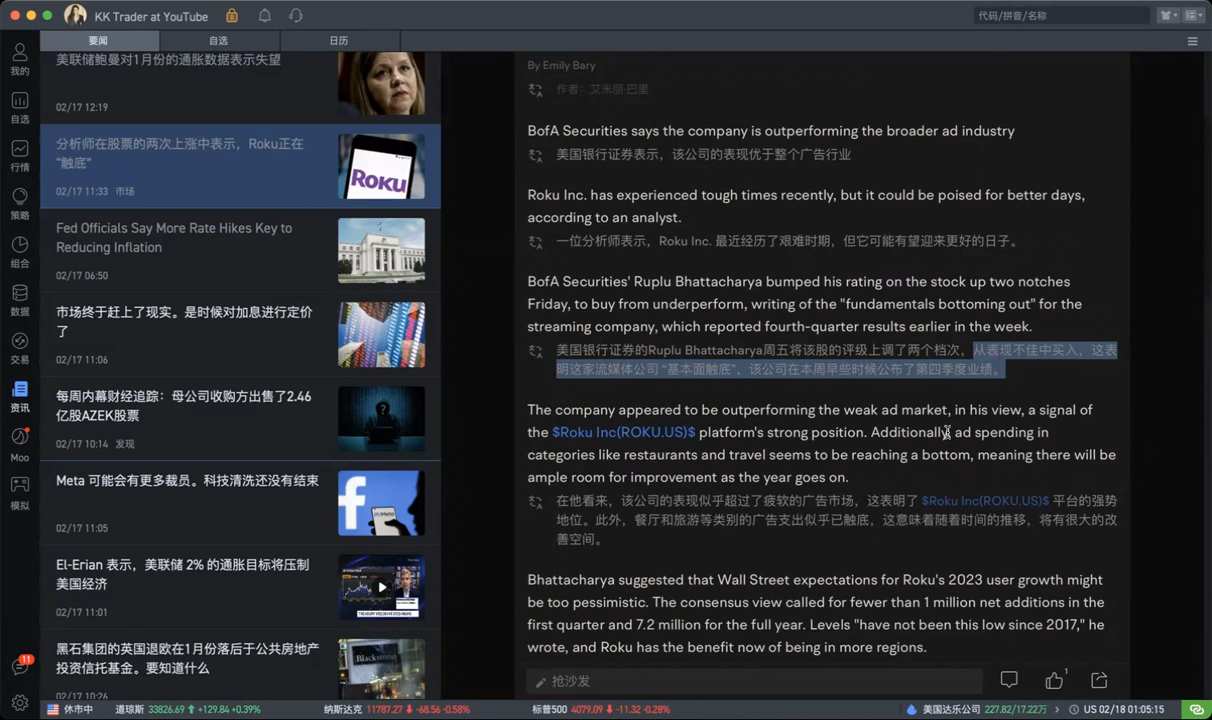 KK Trader at YouTube
代码/拼音/名称
要闻
自选
日历
我的
自选
行情
策略
组合
数据
交易
资讯
Moo
模拟
11
美联储鲍曼对1月份的通胀数据表示失望
02/17 12:19
分析师在股票的两次上涨中表示，Roku正在
“触底”
02/17 11:33 市场
Roku
Fed Officials Say More Rate Hikes Key to
Reducing Inflation
02/17 06:50
市场终于赶上了现实。是时候对加息进行定价
了
02/17 11:06
每周内幕财经追踪：母公司收购方出售了2.46
亿股AZEK股票
02/17 10:14 发现
Meta 可能会有更多裁员。科技清洗还没有结束
02/17 11:05
El-Erian 表示，美联储 2% 的通胀目标将压制
美国经济
02/17 11:01
黑石集团的英国退欧在1月份落后于公共房地产
投资信托基金。要知道什么
02/17 10:26
Blackstone
By Emily Bary
作者：艾米丽·巴里
BofA Securities says the company is outperforming the broader ad industry
美国银行证券表示，该公司的表现优于整个广告行业
Roku Inc. has experienced tough times recently, but it could be poised for better days,
according to an analyst.
一位分析师表示，Roku Inc. 最近经历了艰难时期，但它可能有望迎来更好的日子。
BofA Securities' Ruplu Bhattacharya bumped his rating on the stock up two notches
Friday, to buy from underperform, writing of the "fundamentals bottoming out" for the
streaming company, which reported fourth-quarter results earlier in the week.
美国银行证券的Ruplu Bhattacharya周五将该股的评级上调了两个档次，从表现不佳中买入，这表
明这家流媒体公司 “基本面触底”，该公司在本周早些时候公布了第四季度业绩。
The company appeared to be outperforming the weak ad market, in his view, a signal of
the $Roku Inc(ROKU.US)$ platform's strong position. Additionally, ad spending in
categories like restaurants and travel seems to be reaching a bottom, meaning there will be
ample room for improvement as the year goes on.
在他看来，该公司的表现似乎超过了疲软的广告市场，这表明了 $Roku Inc(ROKU.US)$ 平台的强势
地位。此外，餐厅和旅游等类别的广告支出似乎已触底，这意味着随着时间的推移，将有很大的改
善空间。
Bhattacharya suggested that Wall Street expectations for Roku's 2023 user growth might
be too pessimistic. The consensus view called for fewer than 1 million net additions in the
first quarter and 7.2 million for the full year. Levels "have not been this low since 2017," he
wrote, and Roku has the benefit now of being in more regions.
抢沙发
1
休市中 道琼斯 33826.69 +129.84 +0.39% 纳斯达克 11787.27 -68.56 -0.58% 标普500 4079.09 -11.32 -0.28% 美国达乐公司 227.82/17.22万 US 02/18 01:05:15